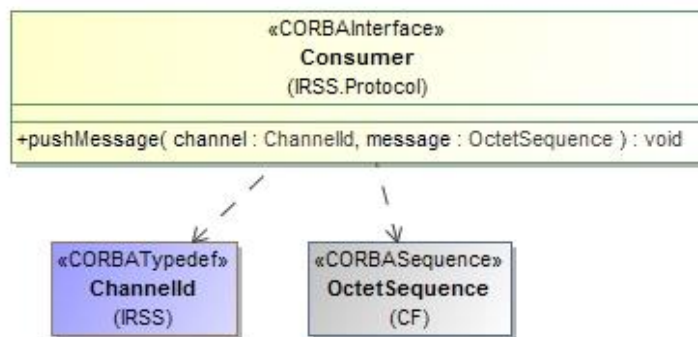 «CORBAInterface»
Consumer
(IRSS.Protocol)
+pushMessage( channel : ChannelId, message : OctetSequence ) : void
«CORBATypedef»
ChannelId
(IRSS)
«CORBASequence»
OctetSequence
(CF)